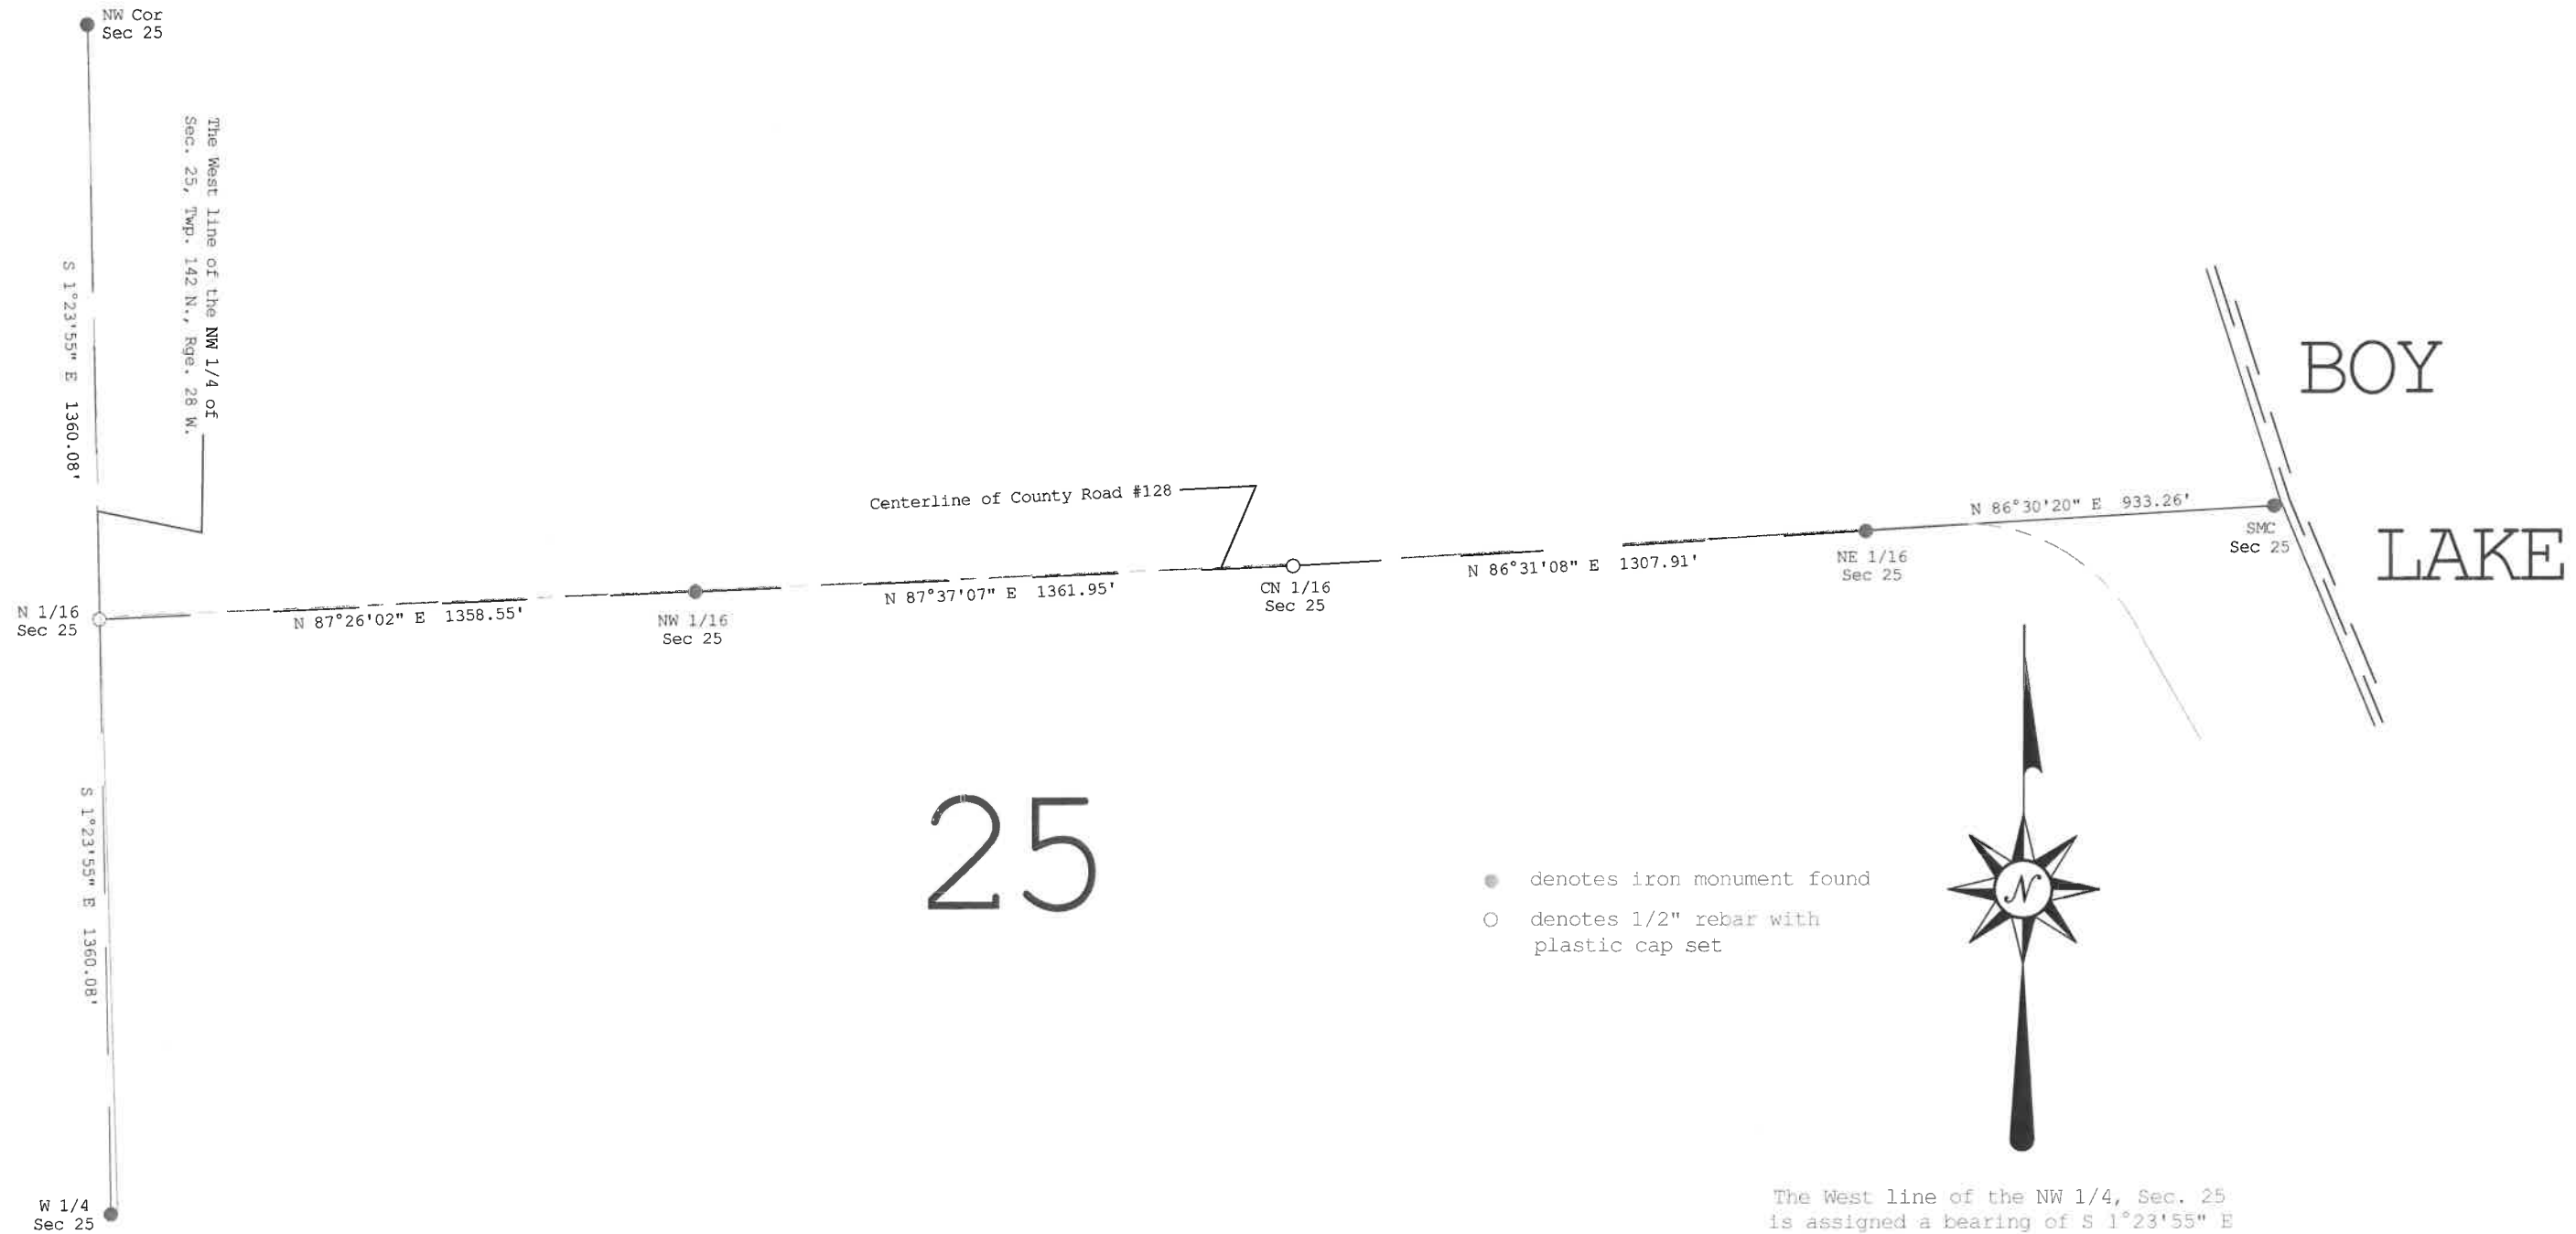 NW Cor
Sec 25
The West line of the NW 1/4 of
Sec. 25, Twp. 142 N., Rge. 28 W.
S 1°23'55" E 1360.08'
BOY
LAKE
Centerline of County Road #128
N 86°30'20" E 933.26'
SMC
Sec 25
NE 1/16
Sec 25
N 86°31'08" E 1307.91'
CN 1/16
Sec 25
N 87°37'07" E 1361.95'
NW 1/16
Sec 25
N 87°26'02" E 1358.55'
N 1/16
Sec 25
S 1°23'55" E 1360.08'
25
denotes iron monument found
denotes 1/2" rebar with
plastic cap set
N
W 1/4
Sec 25
The West line of the NW 1/4, Sec. 25
is assigned a bearing of S 1°23'55" E